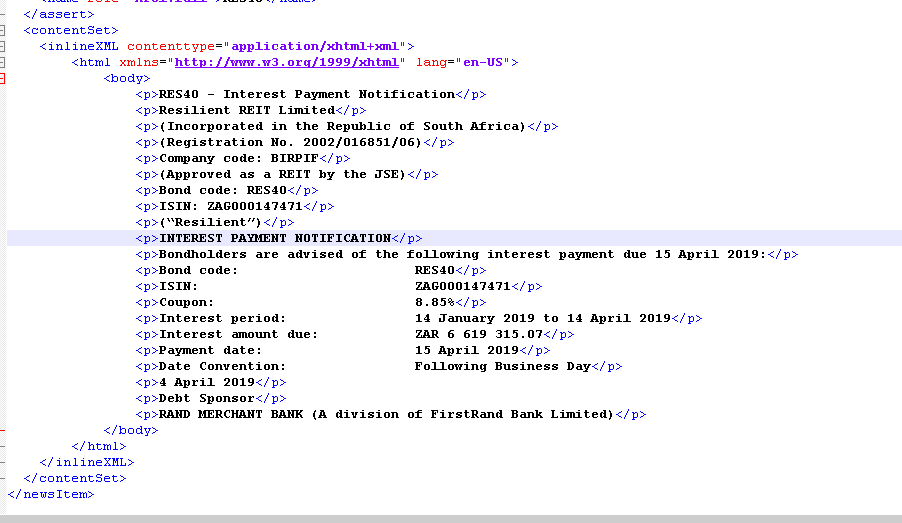 </assert>
<contentSet>
<inlineXML contenttype="application/xhtml+xml">
<html xmlns="http://www.w3.org/1999/xhtml" lang="en-US">
<body>
<p>RES40 - Interest Payment Notification</p>
<p>Resilient REIT Limited</p>
<p>(Incorporated in the Republic of South Africa)</p>
<p>(Registration No. 2002/016851/06)</p>
<p>Company code: BIRPIF</p>
<p>(Approved as a REIT by the JSE)</p>
<p>Bond code: RES40</p>
<p>ISIN: ZAG000147471</p>
<p>(“Resilient”)</p>
<p>INTEREST PAYMENT NOTIFICATION</p>
<p>Bondholders are advised of the following interest payment due 15 April 2019:</p>
<p>Bond code: RES40</p>
<p>ISIN: ZAG000147471</p>
<p>Coupon: 8.85%</p>
<p>Interest period: 14 January 2019 to 14 April 2019</p>
<p>Interest amount due: ZAR 6 619 315.07</p>
<p>Payment date: 15 April 2019</p>
<p>Date Convention: Following Business Day</p>
<p>4 April 2019</p>
<p>Debt Sponsor</p>
<p>RAND MERCHANT BANK (A division of FirstRand Bank Limited)</p>
</body>
</html>
</inlineXML>
</contentSet>
</newsItem>